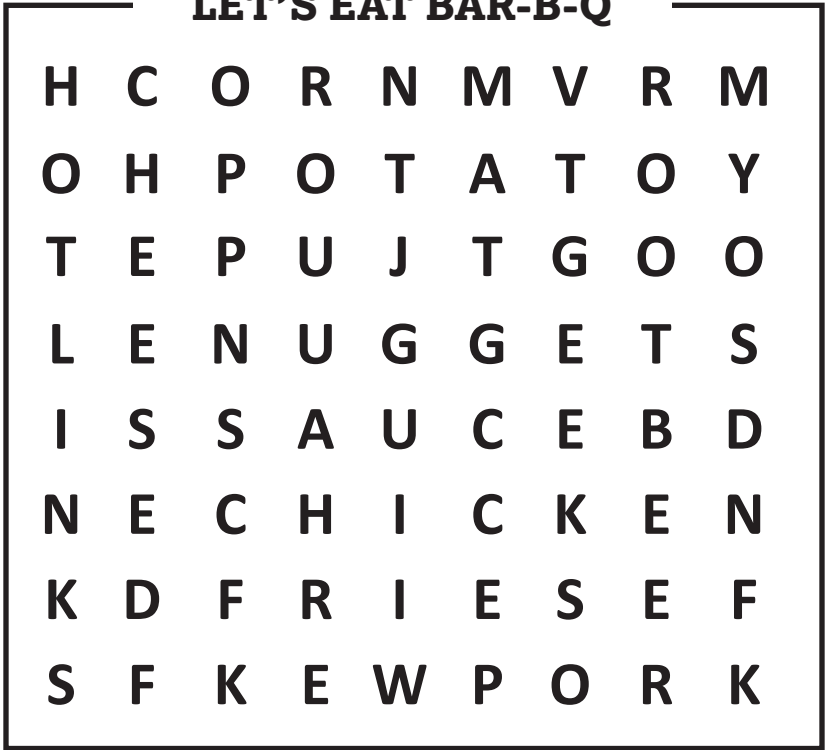 LET'S EAT BAR-B-Q
H C O R N M V R M
O H P O T A T O Y
T E P U J T G O O
L E N U G G E T S
I S S A U C E B D
N E C H I C K E N
K D F R I E S E F
S F K E W P O R K